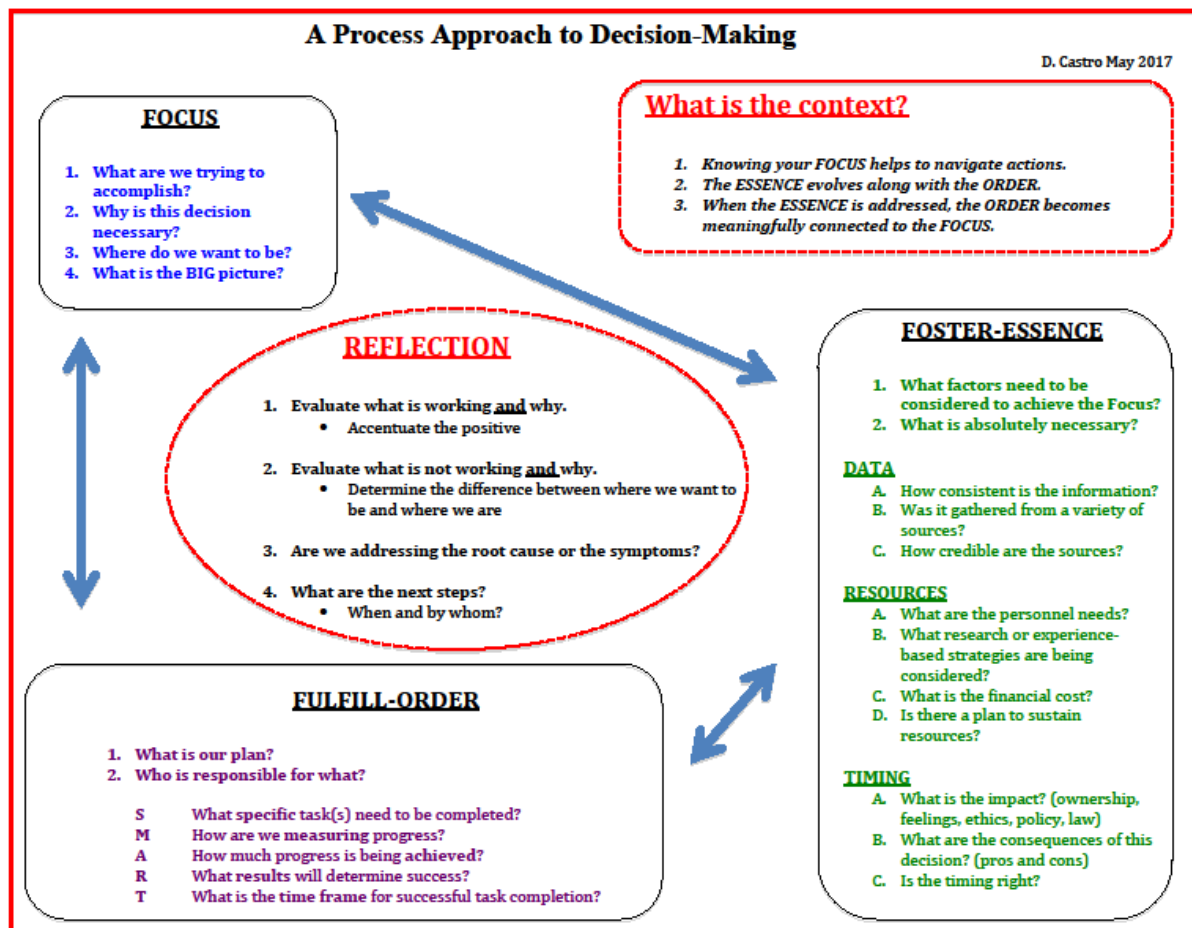 A Process Approach to Decision-Making
D. Castro May 2017
FOCUS
1. What are we trying to
accomplish?
2. Why is this decision
necessary?
3. Where do we want to be?
4. What is the BIG picture?
What is the context?
1. Knowing your FOCUS helps to navigate actions.
2. The ESSENCE evolves along with the ORDER.
3. When the ESSENCE is addressed, the ORDER becomes
meaningfully connected to the FOCUS.
REFLECTION
1. Evaluate what is working and why.
• Accentuate the positive
2. Evaluate what is not working and why.
• Determine the difference between where we want to
be and where we are
3. Are we addressing the root cause or the symptoms?
4. What are the next steps?
• When and by whom?
FOSTER-ESSENCE
1. What factors need to be
considered to achieve the Focus?
2. What is absolutely necessary?
DATA
A. How consistent is the information?
B. Was it gathered from a variety of
sources?
C. How credible are the sources?
RESOURCES
A. What are the personnel needs?
B. What research or experience-
based strategies are being
considered?
C. What is the financial cost?
D. Is there a plan to sustain
resources?
TIMING
A. What is the impact? (ownership,
feelings, ethics, policy, law)
B. What are the consequences of this
decision? (pros and cons)
C. Is the timing right?
FULFILL-ORDER
1. What is our plan?
2. Who is responsible for what?
S What specific task(s) need to be completed?
M How are we measuring progress?
A How much progress is being achieved?
R What results will determine success?
T What is the time frame for successful task completion?